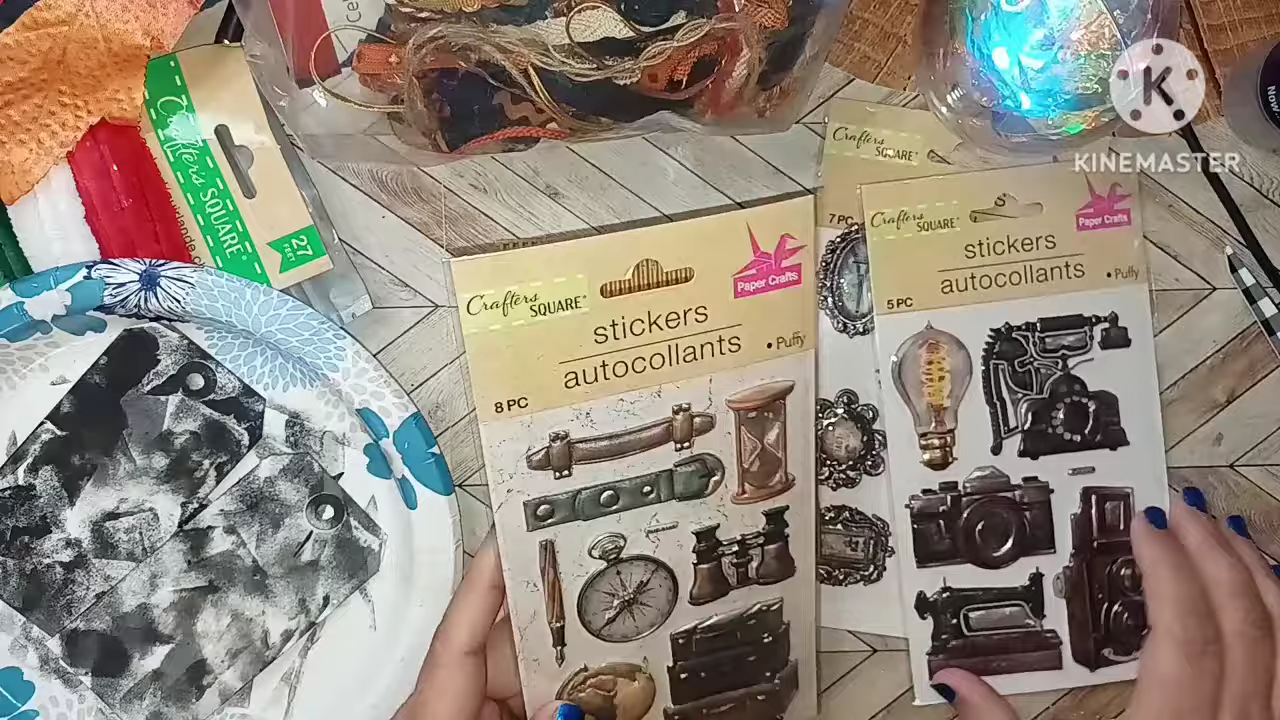 Crafter's SQUARE
27
FEET
Crafters
SQUARE
7 PC
K
KINEMASTER
Crafters
SQUARE
Paper Crafts
stickers
autocollants
• Puffy
8 PC
Crafters
SQUARE
Paper Crafts
stickers
autocollants
• Puffy
5 PC